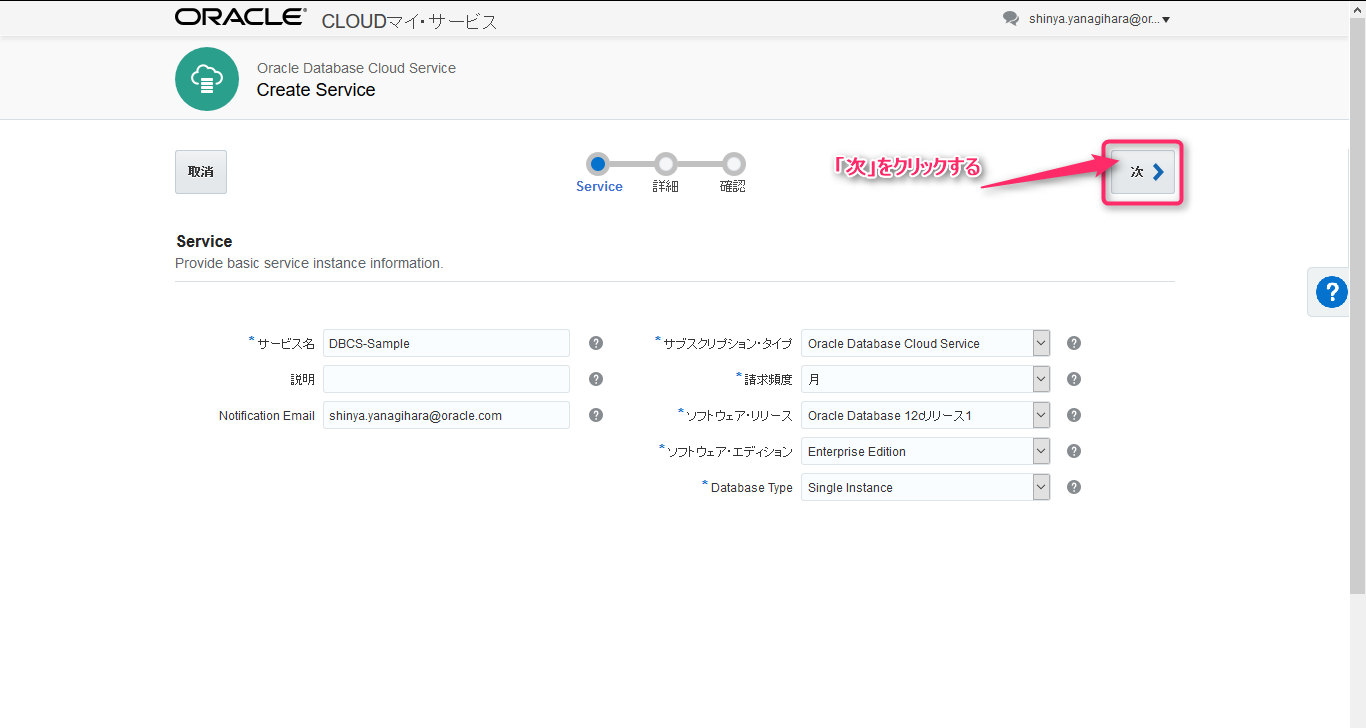 ORACLE® CLOUDマイ・サービス
shinya.yanagihara@or...▼
Oracle Database Cloud Service
Create Service
取消
Service
詳細
確認
「次」をクリックする
次
Service
Provide basic service instance information.
*サービス名 DBCS-Sample
説明
Notification Email shinya.yanagihara@oracle.com
*サブスクリプション・タイプ Oracle Database Cloud Service
*請求頻度 月
*ソフトウェア・リリース Oracle Database 12cリリース1
*ソフトウェア・エディション Enterprise Edition
*Database Type Single Instance